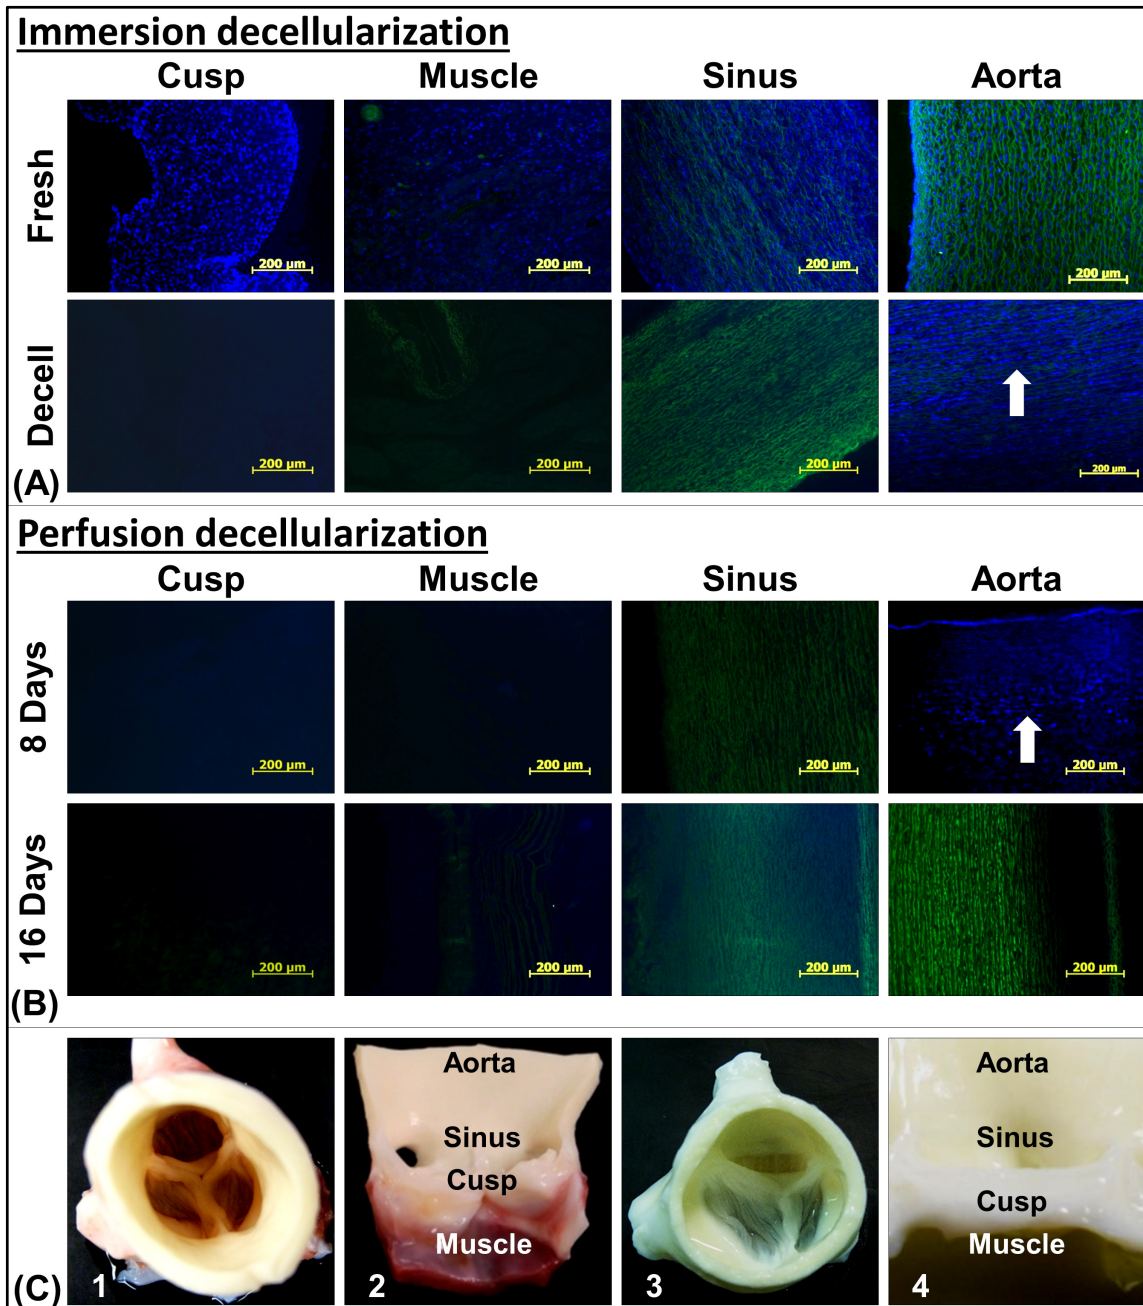 Immersion decellularization
Cusp Muscle Sinus Aorta
Fresh
200 µm 200 µm 200 µm 200 µm
Decell
200 µm 200 µm 200 µm 200 µm
(A)
Perfusion decellularization
Cusp Muscle Sinus Aorta
8 Days
200 µm 200 µm 200 µm 200 µm
16 Days
200 µm 200 µm 200 µm 200 µm
(B)
Aorta Aorta
Sinus Sinus
Cusp Cusp
Muscle Muscle
(C) 1 2 3 4